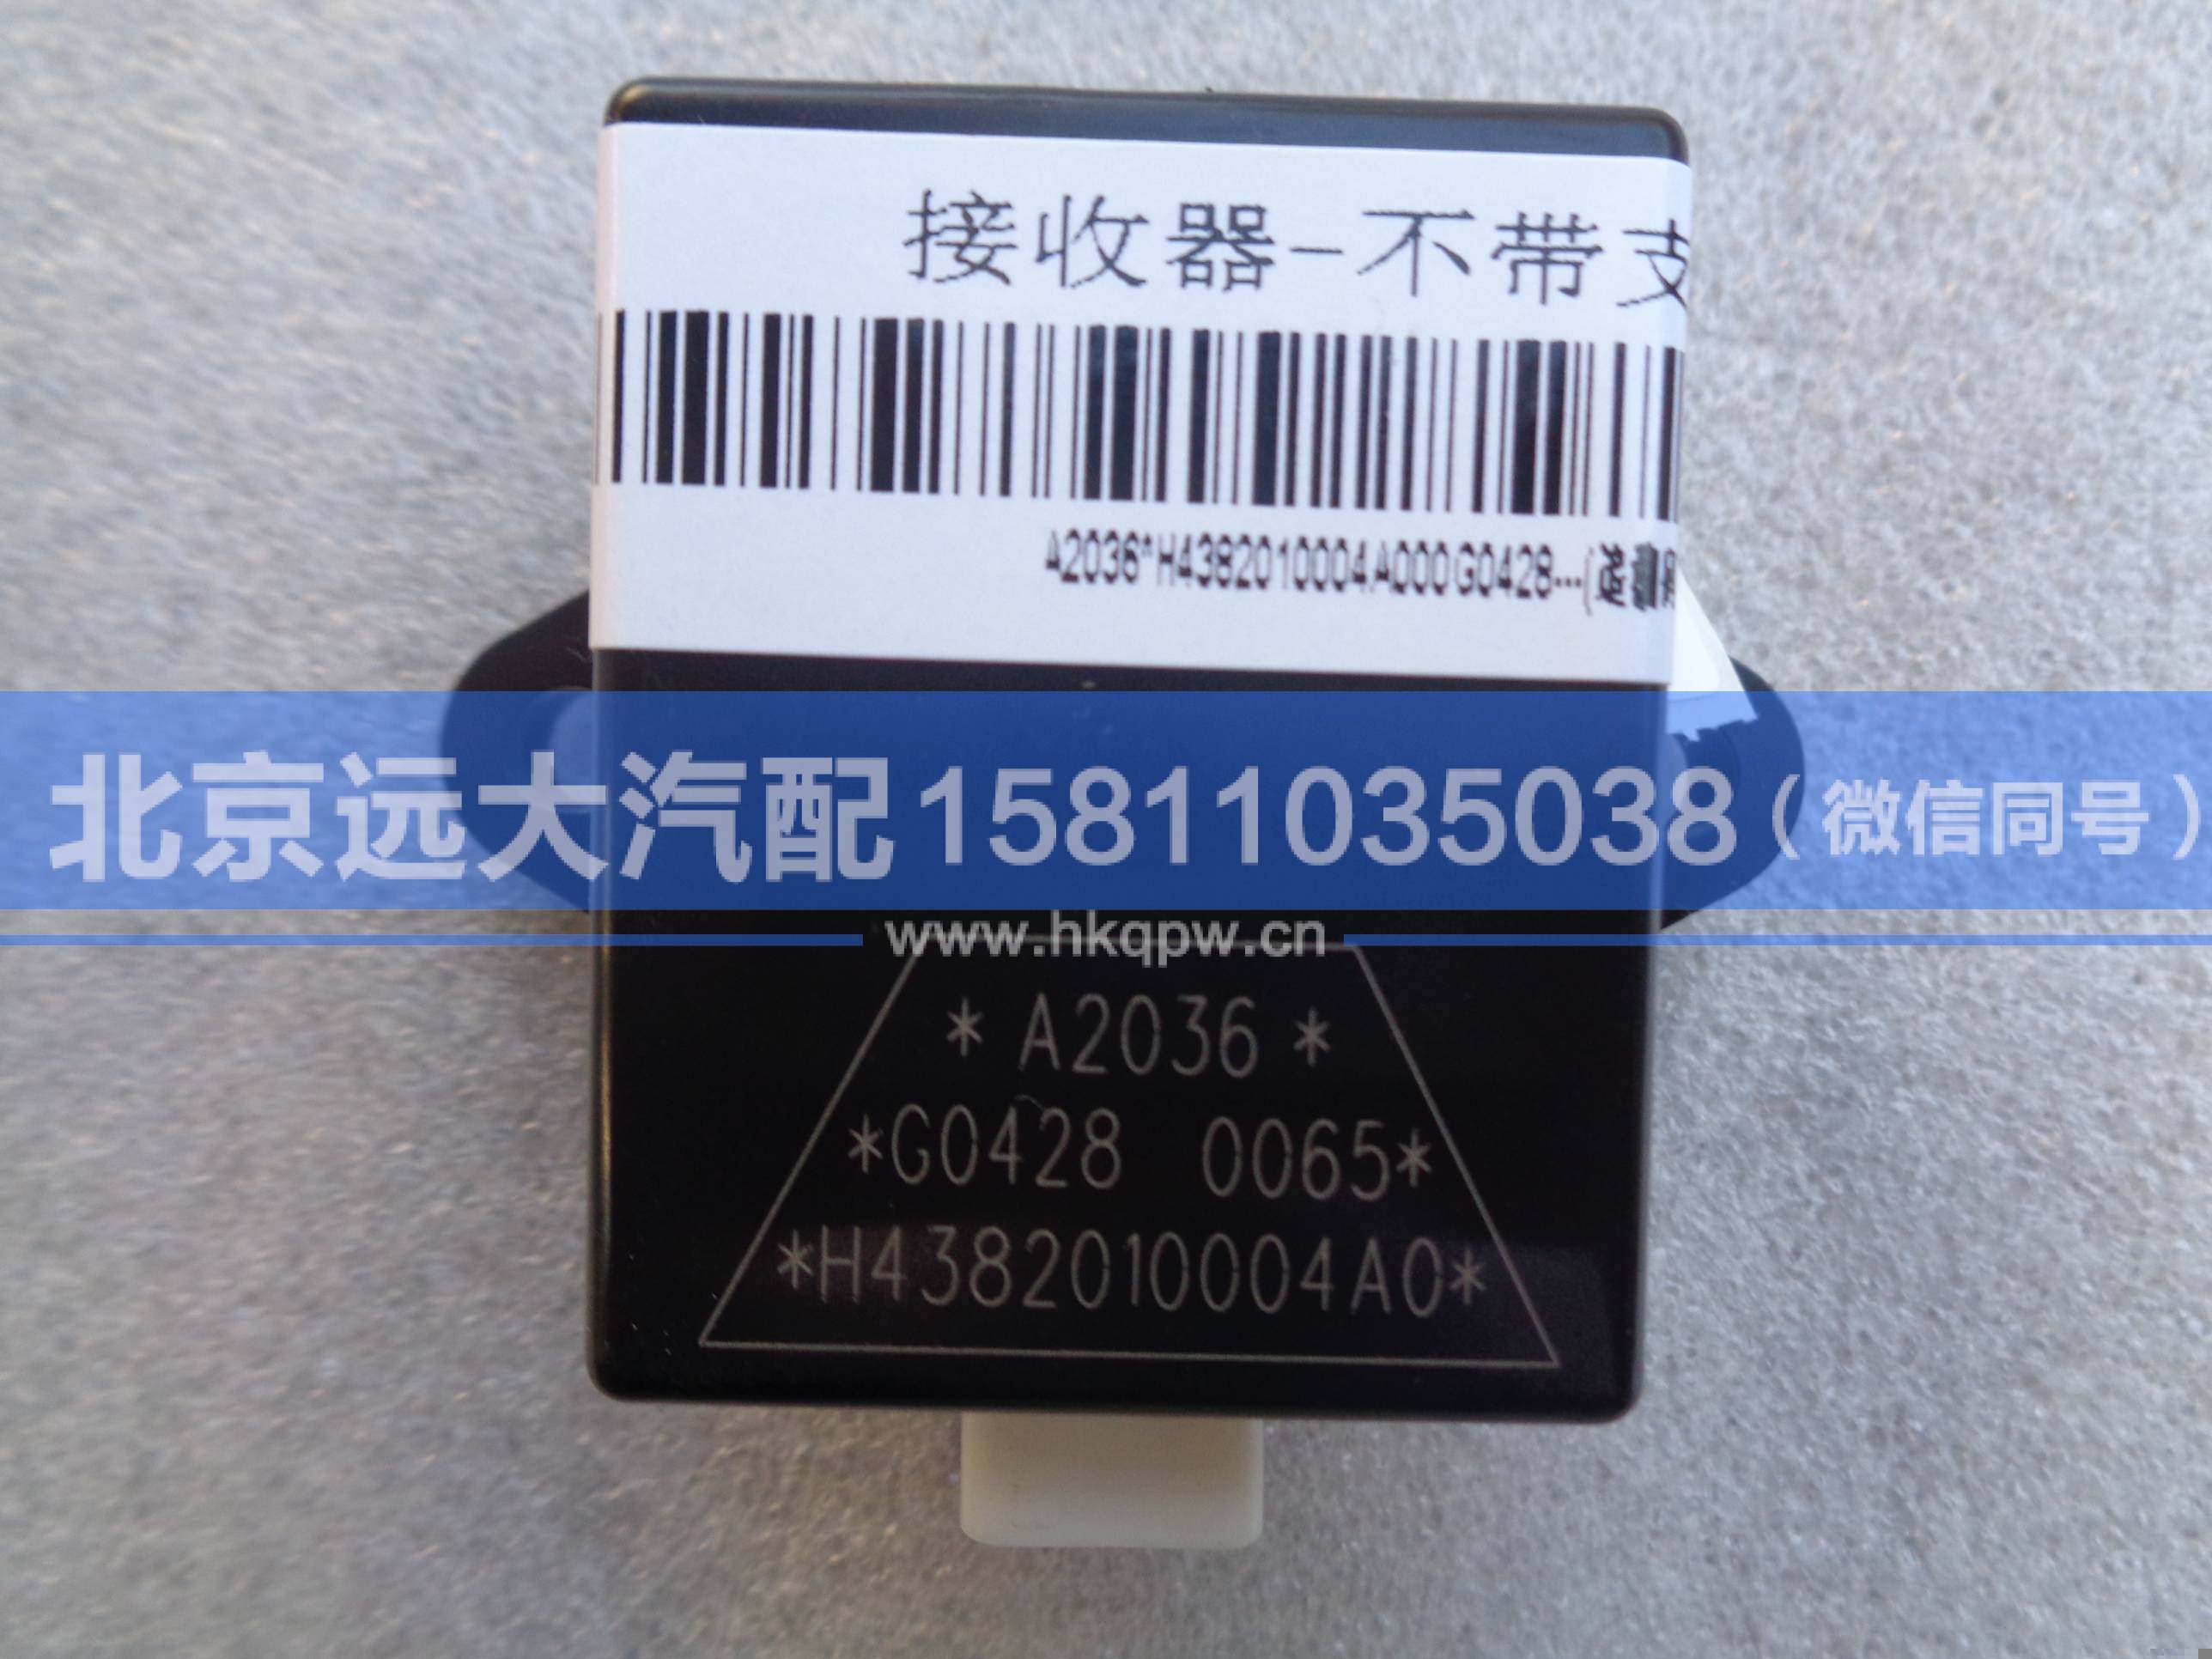 接收器-不带支
A2036*H4382010004A000G0428---(
北京远大汽配15811035038(微信同号)
www.hkqpw.cn
* A2036 *
*G0428 0065*
*H4382010004A0*